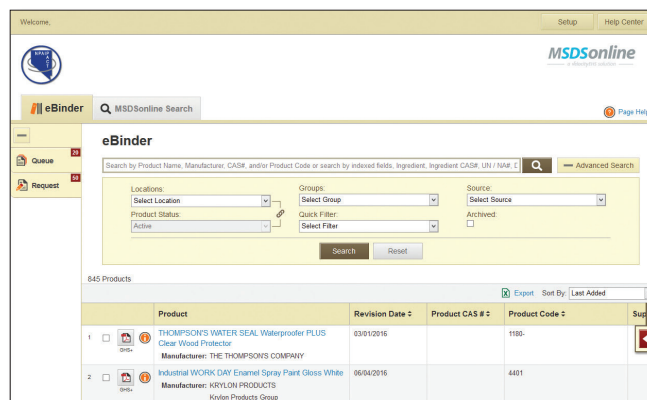 Welcome,
Setup
Help Center
MSDSonline
eBinder
MSDSonline Search
Page Help
eBinder
Queue
20
Request
50
Search by Product Name, Manufacturer, CAS#, and/or Product Code or search by indexed fields, Ingredient, Ingredient CAS#, UN / NA#,
Advanced Search
Locations:
Groups:
Source:
Select Location
Select Group
Select Source
Product Status:
Quick Filter:
Archived:
Active
Select Filter
Search
Reset
845 Products
Export
Sort By:
Last Added
Product
Revision Date
Product CAS #
Product Code
Sup
1
THOMPSON'S WATER SEAL Waterproofer PLUS
Clear Wood Protector
03/01/2016
1180-
GHS+
Manufacturer: THE THOMPSON'S COMPANY
2
Industrial WORK DAY Enamel Spray Paint Gloss White
06/04/2016
4401
GHS+
Manufacturer: KRYLON PRODUCTS
Krylon Products Group